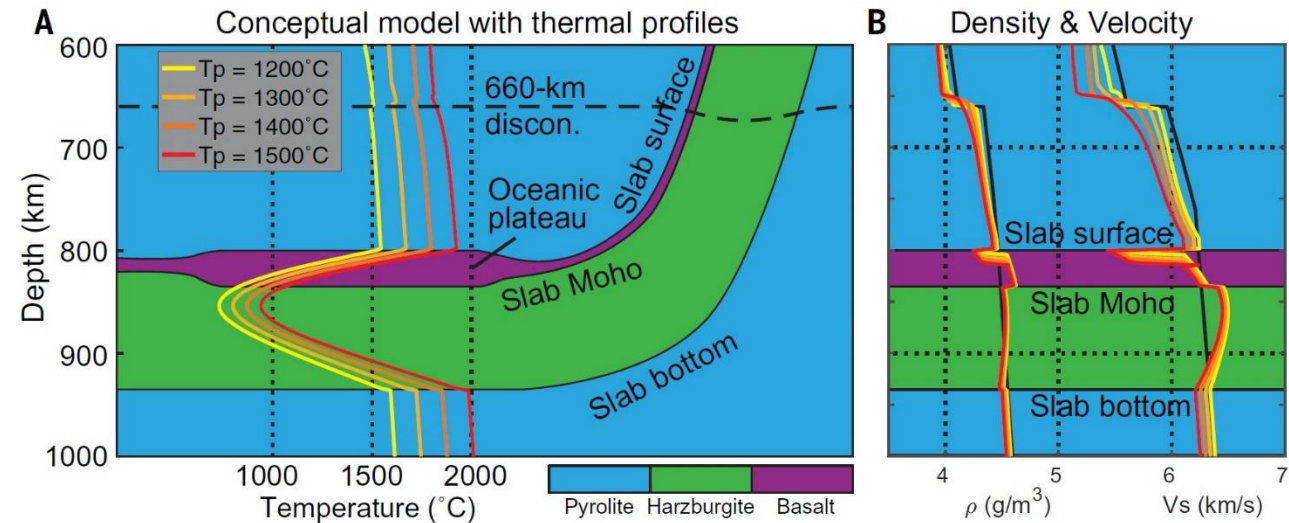 A
Conceptual model with thermal profiles
600
700
800
900
1000
Depth (km)
Tp = 1200°C
Tp = 1300°C
Tp = 1400°C
Tp = 1500°C
660-km
discon.
Slab surface
Oceanic
plateau
Slab Moho
Slab bottom
1000
1500
2000
Temperature (°C)
Pyrolite
Harzburgite
Basalt
B
Density & Velocity
Slab surface
Slab Moho
Slab bottom
4
5
6
7
ρ (g/m³)
Vs (km/s)